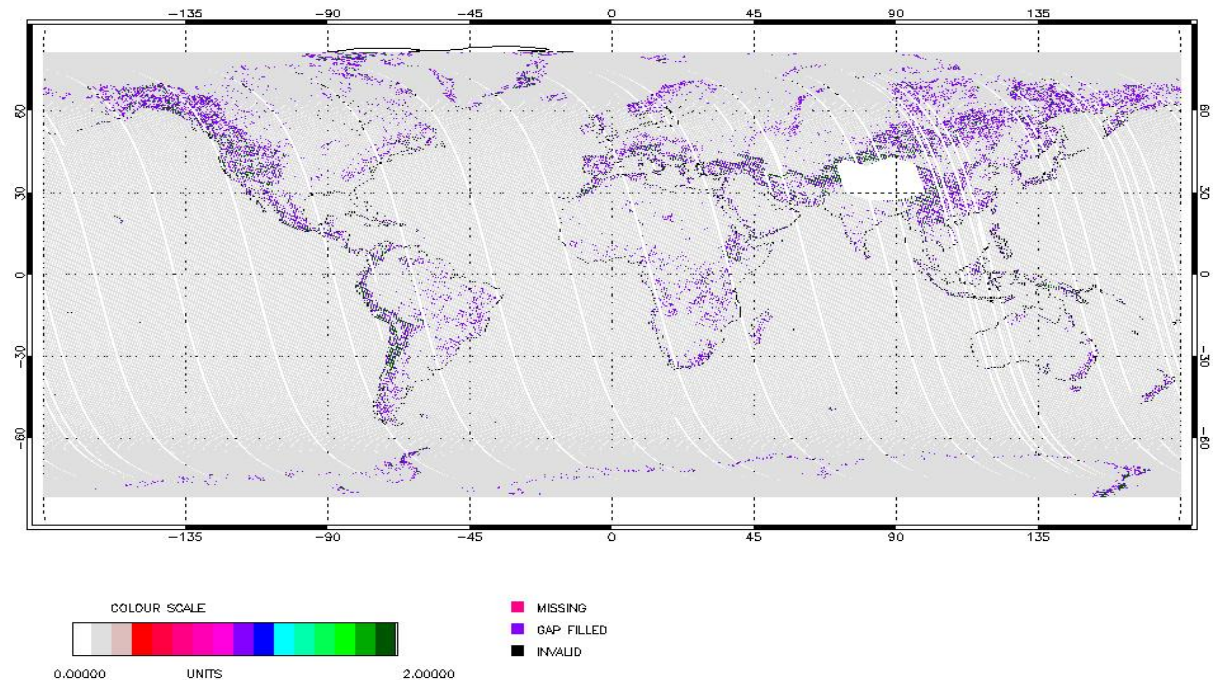 -135 -90 -45 0 45 90 135
60 60
30 30
0 0
-30 -30
-60 -60
-135 -90 -45 0 45 90 135
COLOUR SCALE
MISSING
GAP FILLED
INVALID
0.00000 UNITS 2.00000